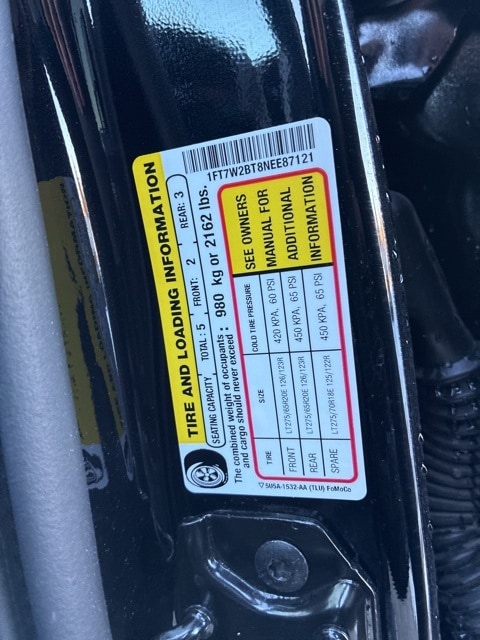 TIRE AND LOADING INFORMATION
SEATING CAPACITY TOTAL: 5 FRONT: 2 REAR: 3
The combined weight of occupants and cargo should never exceed: 980 kg or 2162 lbs.
TIRE SIZE COLD TIRE PRESSURE
FRONT LT275/65R20E 126/123R 420 KPA, 60 PSI
REAR LT275/65R20E 126/123R 450 KPA, 65 PSI
SPARE LT275/70R18E 125/122R 450 KPA, 65 PSI
SEE OWNERS
MANUAL FOR
ADDITIONAL
INFORMATION
1FT7W2BT8NEE87121
5U5A-1532-AA (TLU) FoMoCo